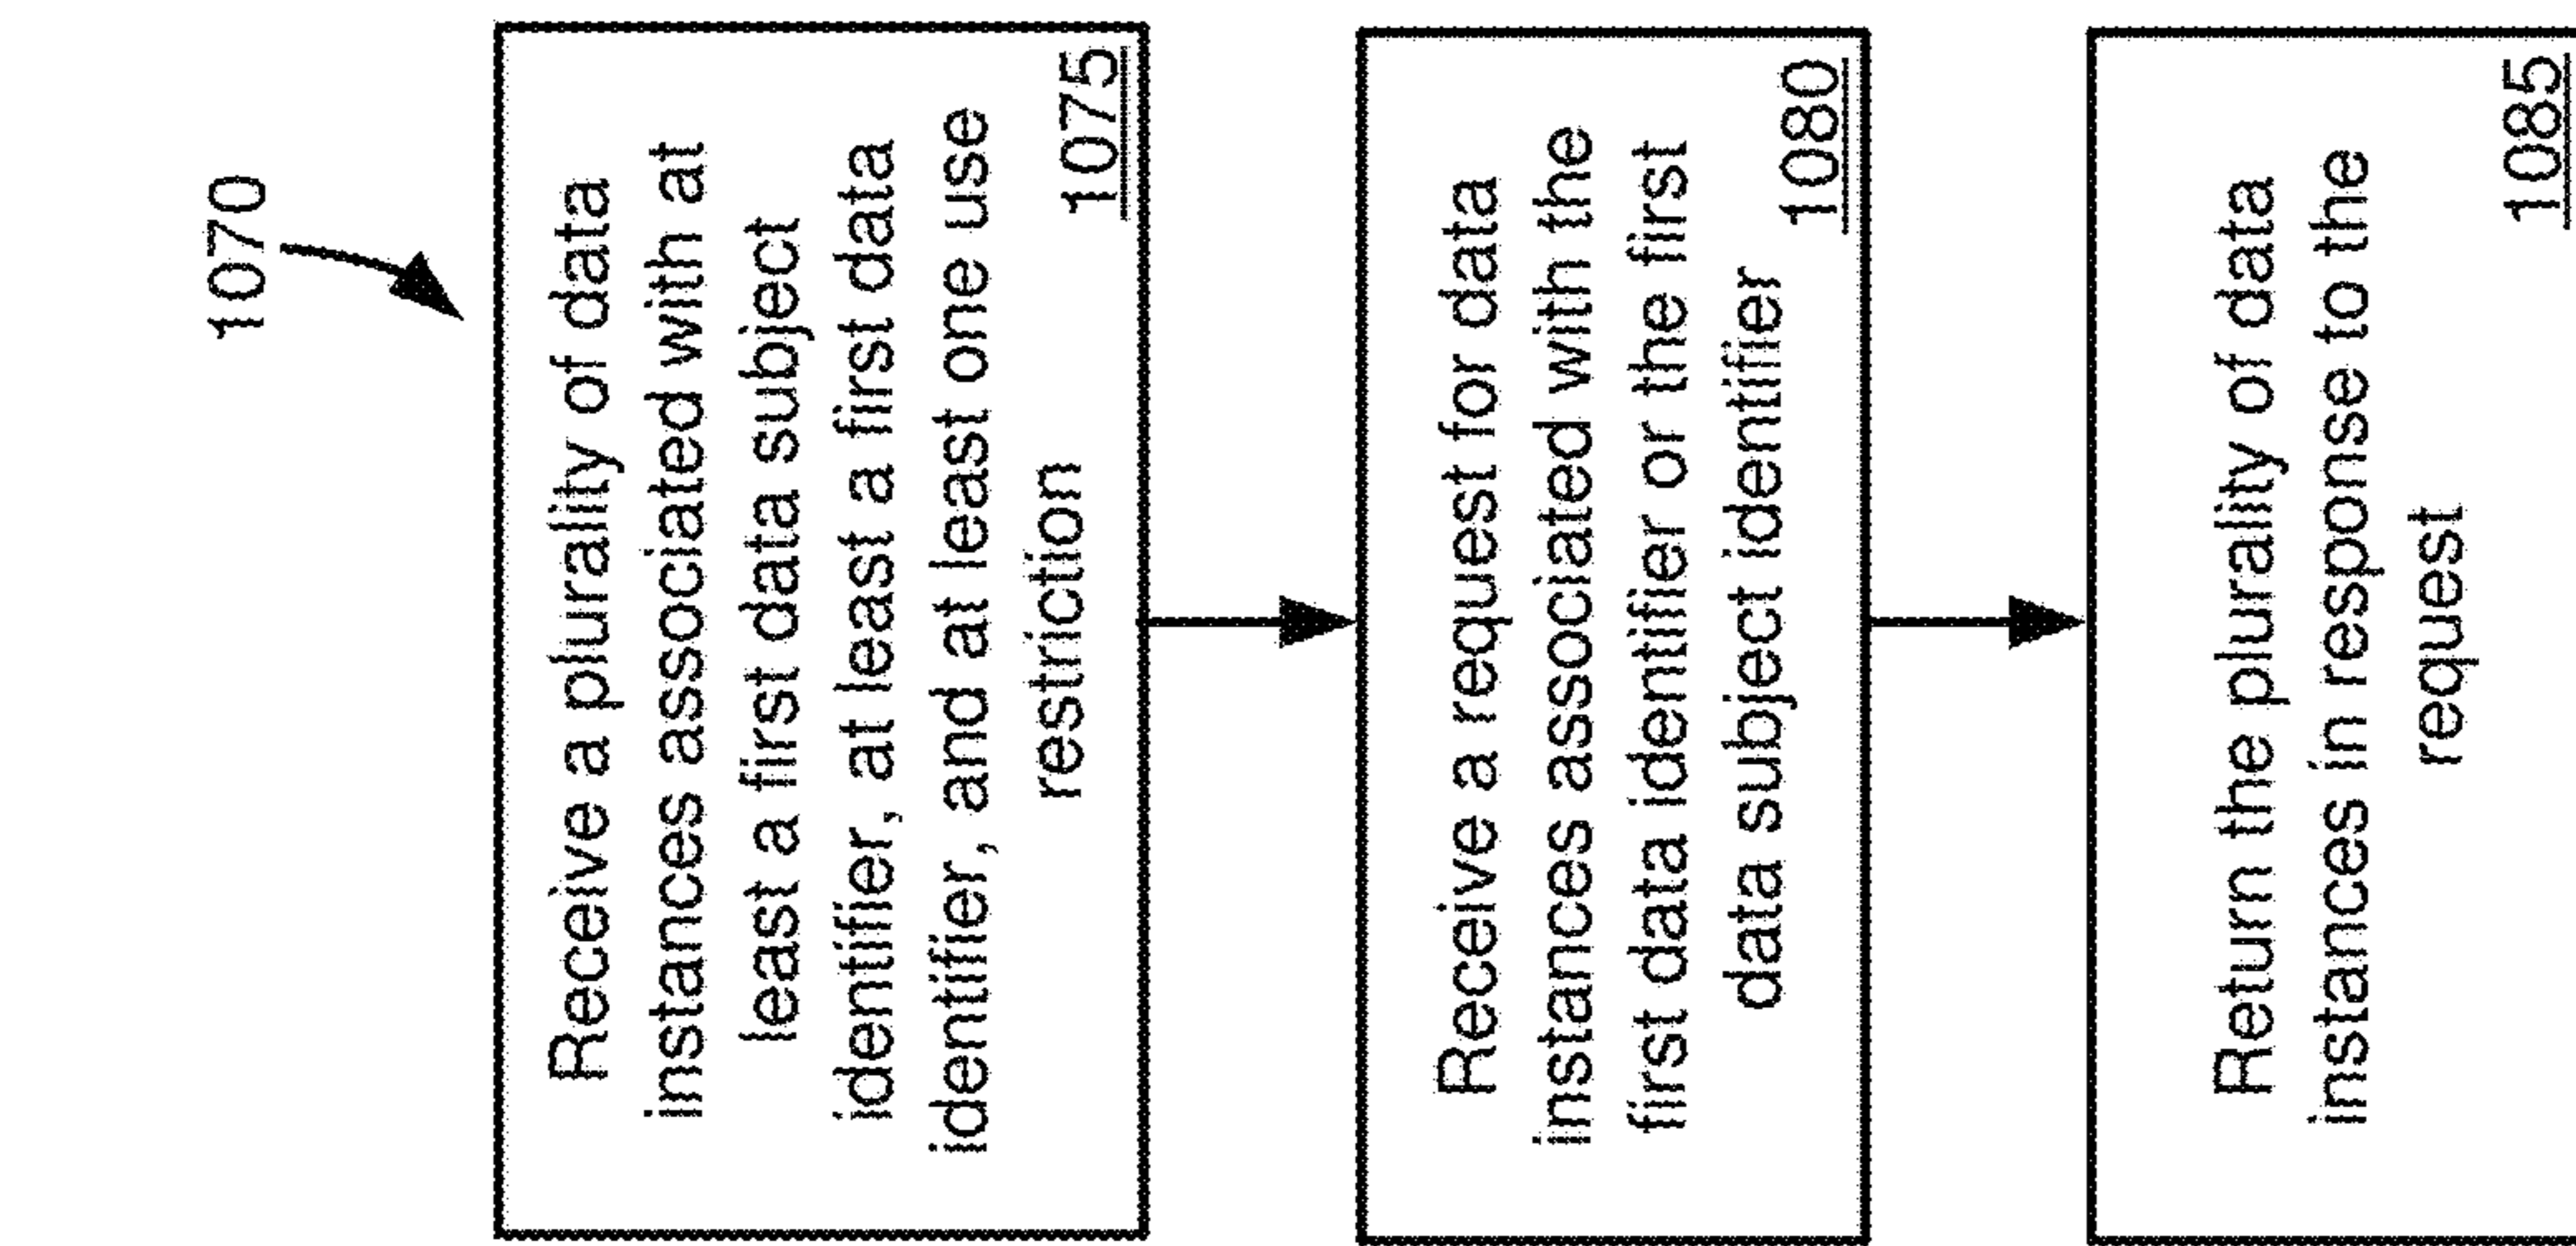 1070
Receive a plurality of data
instances associated with at
least a first data subject
identifier, at least a first data
identifier, and at least one use
restriction
1075
Receive a request for data
instances associated with the
first data identifier or the first
data subject identifier
1080
Return the plurality of data
instances in response to the
request
1085